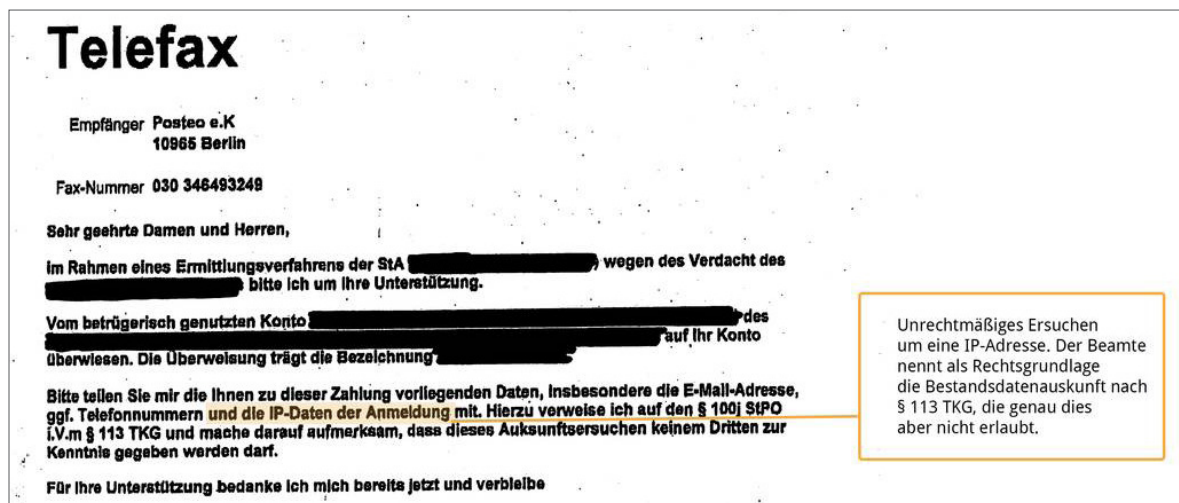 Telefax
Empfänger Posteo e.K
10965 Berlin
Fax-Nummer 030 346493249
Sehr geehrte Damen und Herren,
im Rahmen eines Ermittlungsverfahrens der StA wegen des Verdacht des
bitte ich um Ihre Unterstützung.
Vom betrügerisch genutzten Konto des
auf Ihr Konto
überwiesen. Die Überweisung trägt die Bezeichnung
Bitte teilen Sie mir die Ihnen zu dieser Zahlung vorliegenden Daten, insbesondere die E-Mail-Adresse,
ggf. Telefonnummern und die IP-Daten der Anmeldung mit. Hierzu verweise ich auf den § 100j StPO
i.V.m § 113 TKG und mache darauf aufmerksam, dass dieses Auksunftsersuchen keinem Dritten zur
Kenntnis gegeben werden darf.
Für Ihre Unterstützung bedanke ich mich bereits jetzt und verbleibe
Unrechtmäßiges Ersuchen
um eine IP-Adresse. Der Beamte
nennt als Rechtsgrundlage
die Bestandsdatenauskunft nach
§ 113 TKG, die genau dies
aber nicht erlaubt.